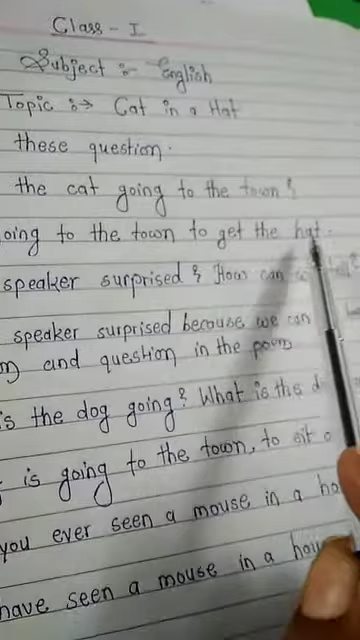 Class - I
Subject :- English
Topic :→ Cat in a Hat
these question.
the cat going to the town?
oing to the town to get the hat.
speaker surprised? How can
speaker surprised because we can
and question in the poem
is the dog going? What is the
is going to the town, to eat
you ever seen a mouse in a
have seen a mouse in a